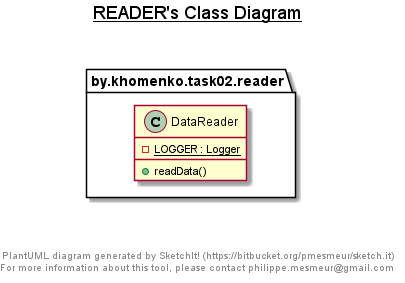 READER's Class Diagram
by.khomenko.task02.reader
C DataReader
LOGGER : Logger
readData()
PlantUML diagram generated by SketchIt! (https://bitbucket.org/pmesmeur/sketch.it)
For more information about this tool, please contact philippe.mesmeur@gmail.com